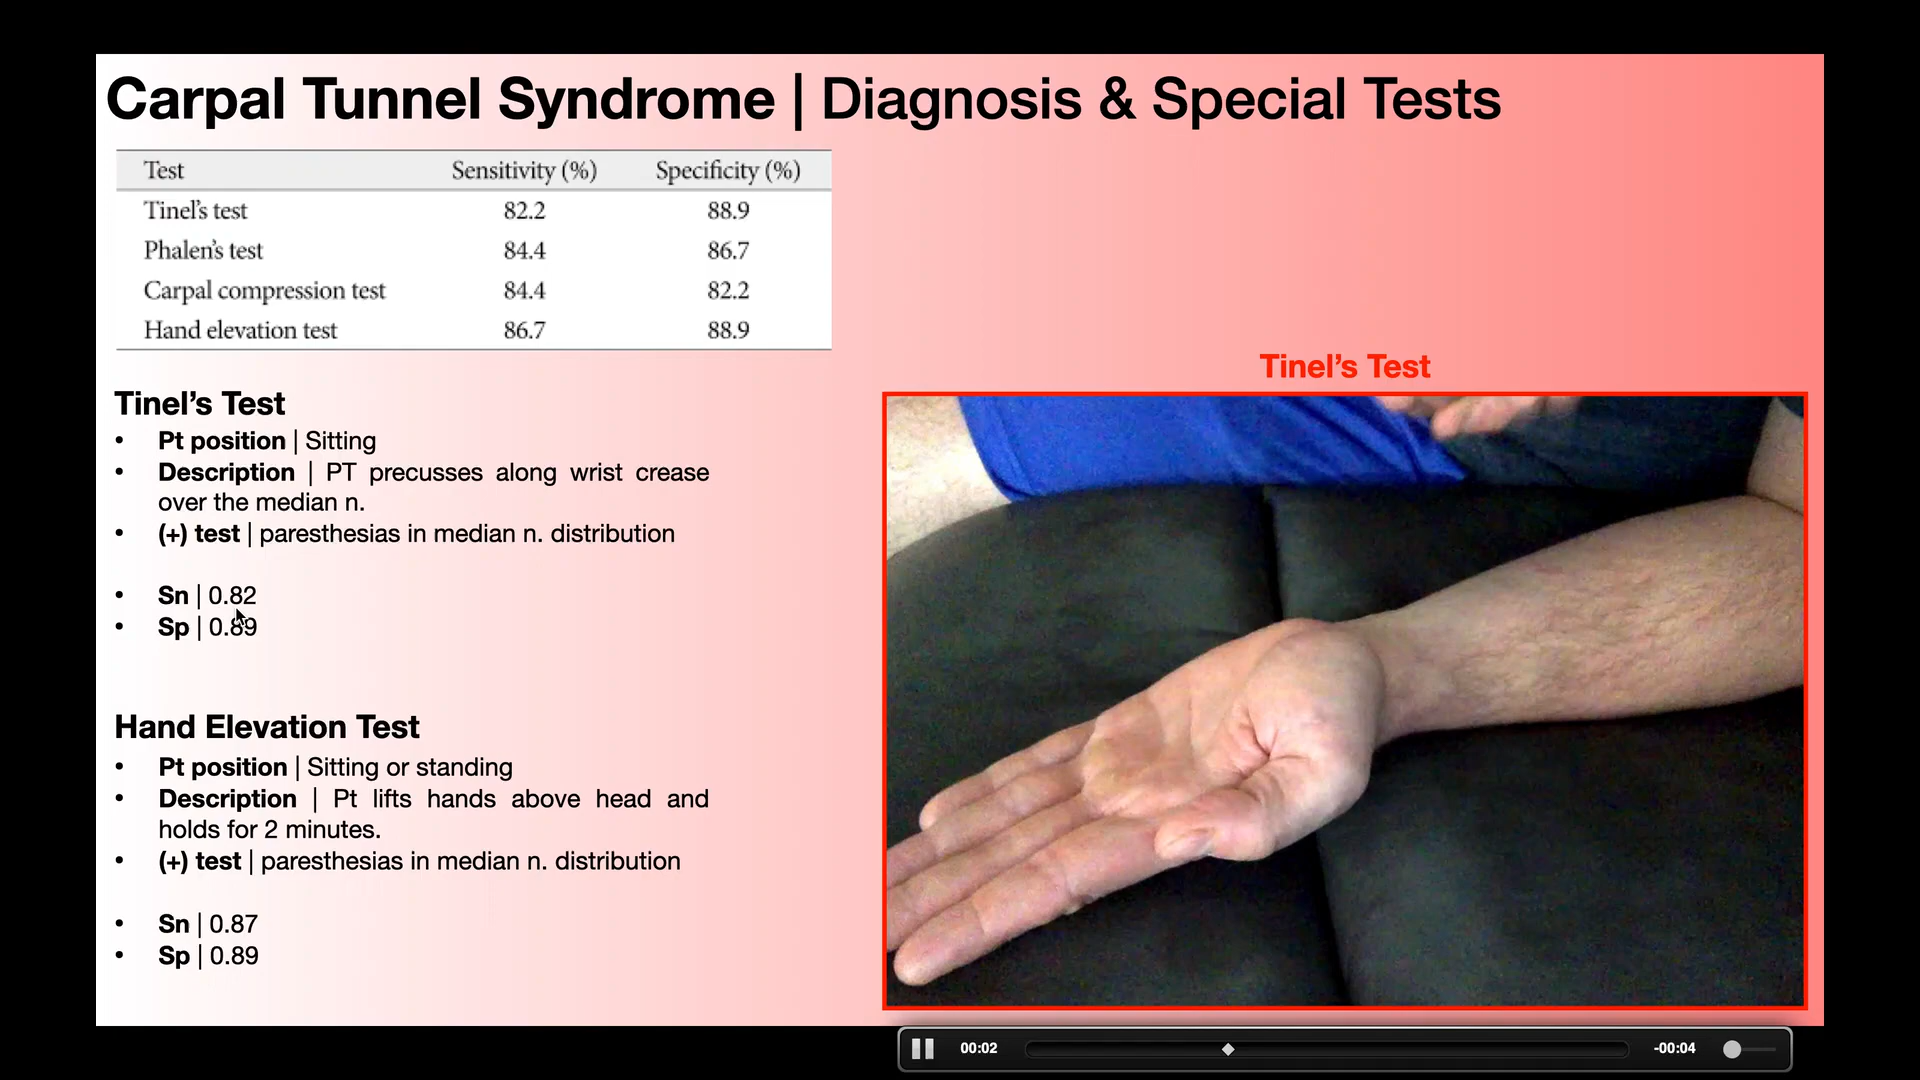 Carpal Tunnel Syndrome | Diagnosis & Special Tests
Test Sensitivity (%) Specificity (%)
Tinel's test 82.2 88.9
Phalen's test 84.4 86.7
Carpal compression test 84.4 82.2
Hand elevation test 86.7 88.9
Tinel’s Test
Tinel’s Test
• Pt position | Sitting
• Description | PT precusses along wrist crease
over the median n.
• (+) test | paresthesias in median n. distribution
• Sn | 0.82
• Sp | 0.89
Hand Elevation Test
• Pt position | Sitting or standing
• Description | Pt lifts hands above head and
holds for 2 minutes.
• (+) test | paresthesias in median n. distribution
• Sn | 0.87
• Sp | 0.89
00:02 -00:04